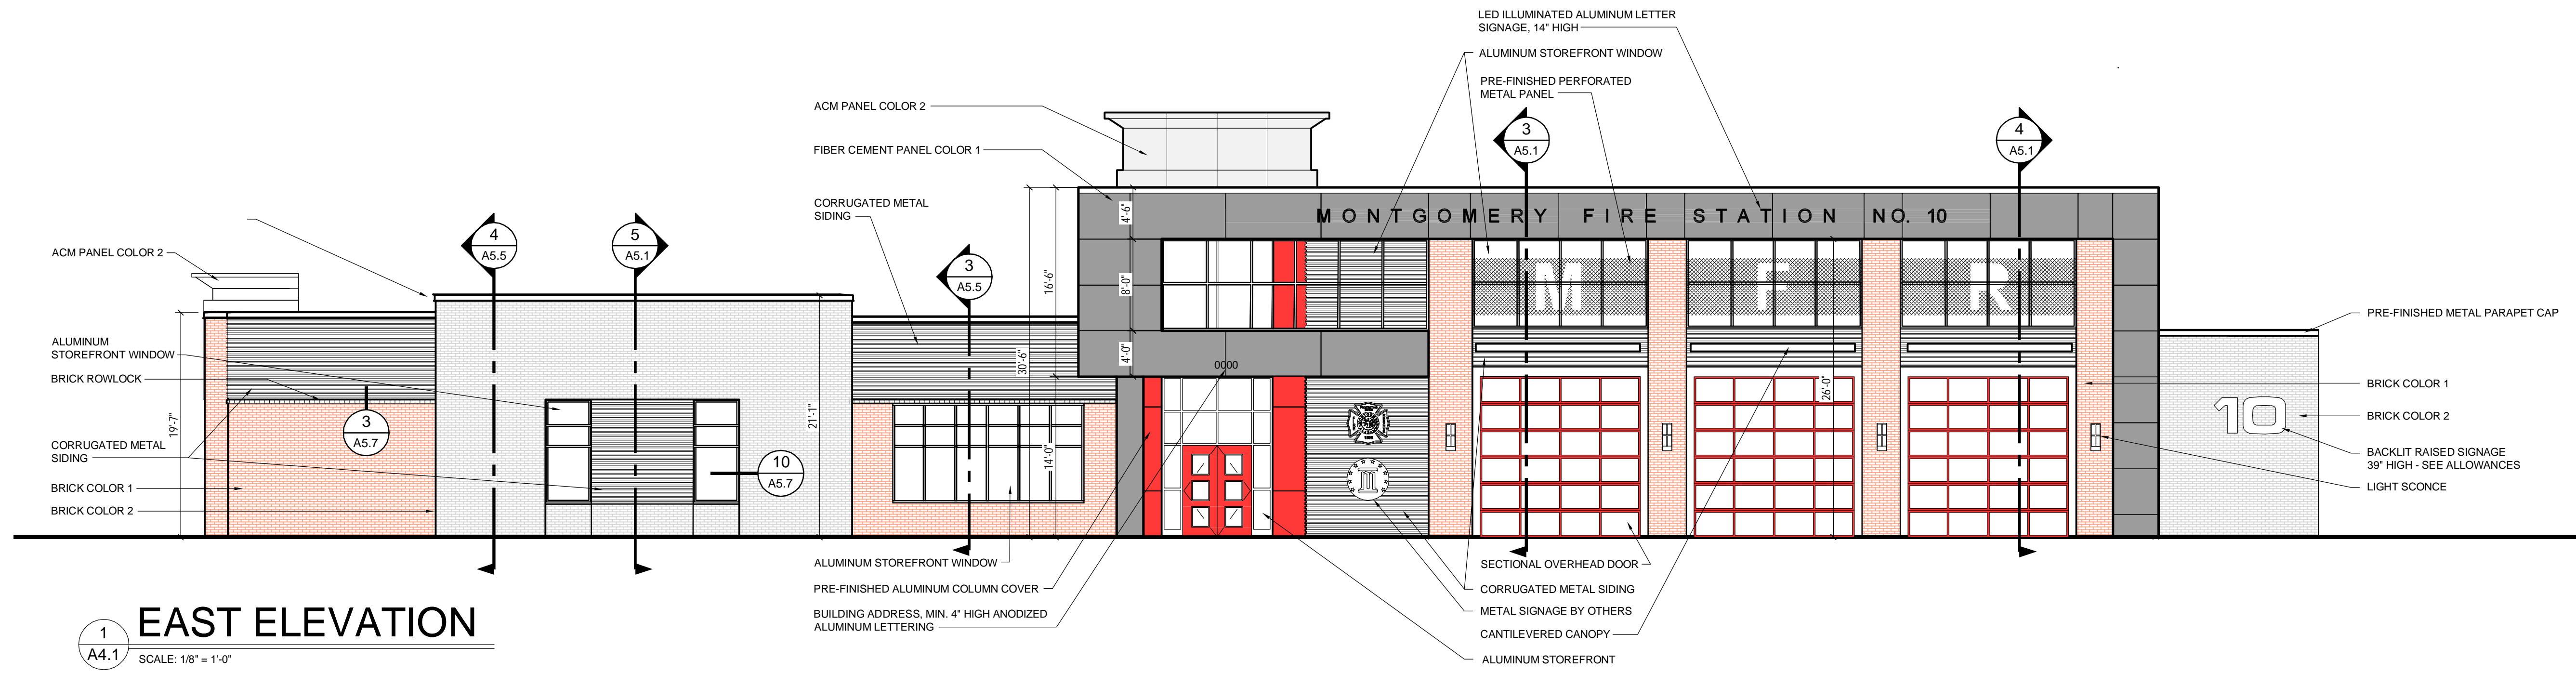 LED ILLUMINATED ALUMINUM LETTER
SIGNAGE, 14" HIGH
ALUMINUM STOREFRONT WINDOW
PRE-FINISHED PERFORATED
METAL PANEL
ACM PANEL COLOR 2
FIBER CEMENT PANEL COLOR 1
CORRUGATED METAL
SIDING
3
A5.1
4
A5.1
4
A5.5
5
A5.1
3
A5.5
ACM PANEL COLOR 2
ALUMINUM
STOREFRONT WINDOW
BRICK ROWLOCK
CORRUGATED METAL
SIDING
BRICK COLOR 1
BRICK COLOR 2
19'-7"
3
A5.7
10
A5.7
21'-1"
30'-6"
16'-6"
14'-0"
4'-6"
8'-0"
4'-0"
26'-0"
MONTGOMERY FIRE STATION NO. 10
M F R
0000
10
PRE-FINISHED METAL PARAPET CAP
BRICK COLOR 1
BRICK COLOR 2
BACKLIT RAISED SIGNAGE
39" HIGH - SEE ALLOWANCES
LIGHT SCONCE
ALUMINUM STOREFRONT WINDOW
PRE-FINISHED ALUMINUM COLUMN COVER
BUILDING ADDRESS, MIN. 4" HIGH ANODIZED
ALUMINUM LETTERING
SECTIONAL OVERHEAD DOOR
CORRUGATED METAL SIDING
METAL SIGNAGE BY OTHERS
CANTILEVERED CANOPY
ALUMINUM STOREFRONT
1
A4.1
EAST ELEVATION
SCALE: 1/8" = 1'-0"